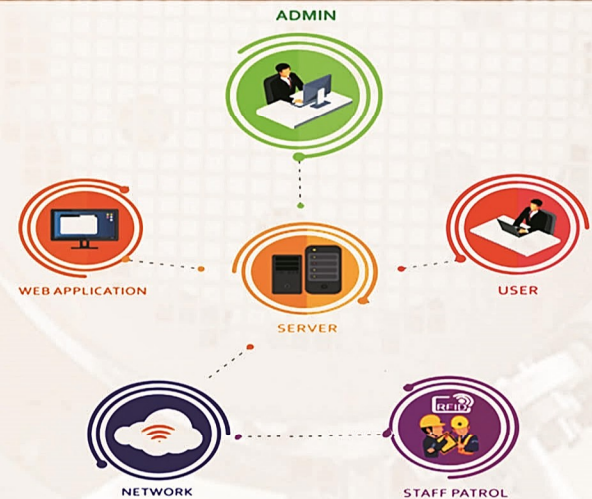 ADMIN
WEB APPLICATION
USER
SERVER
RFID
NETWORK
STAFF PATROL